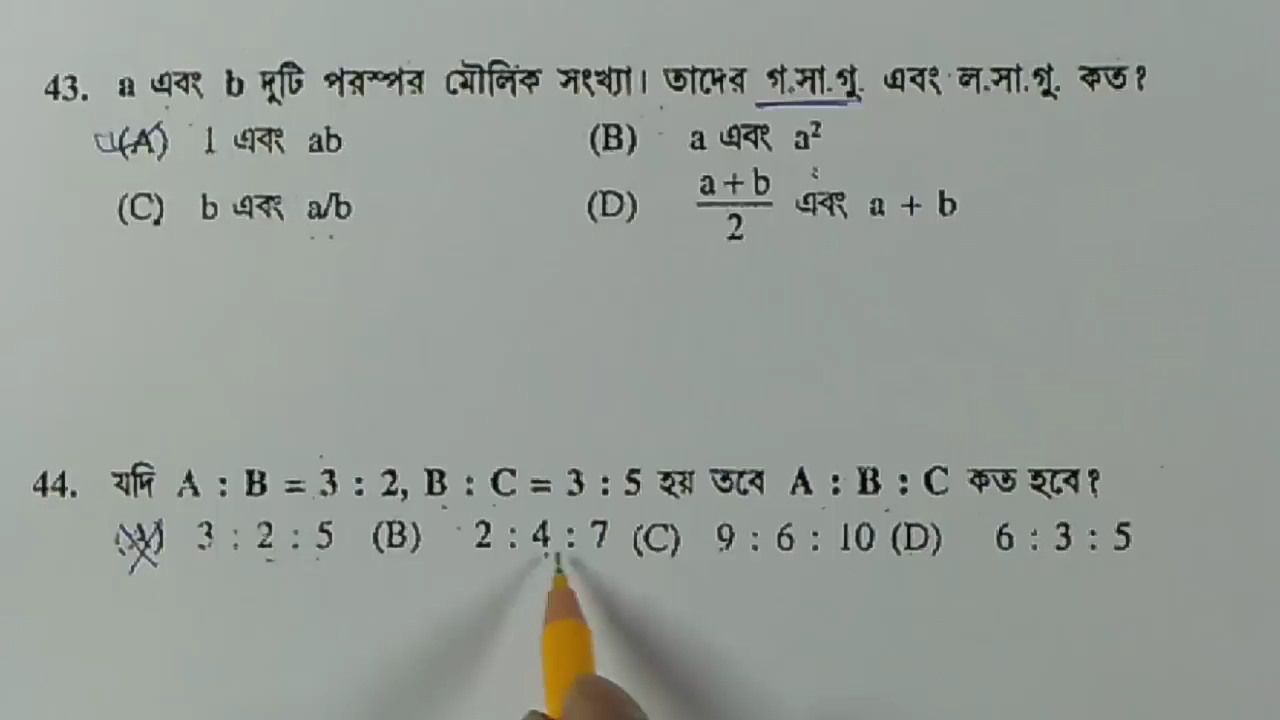 43. a এবং b দুটি পরস্পর মৌলিক সংখ্যা। তাদের গ.সা.গু. এবং ল.সা.গু. কত?
(A) 1 এবং ab (B) a এবং a²
(C) b এবং a/b (D) a + b / 2 এবং a + b
44. যদি A : B = 3 : 2, B : C = 3 : 5 হয় তবে A : B : C কত হবে?
(A) 3 : 2 : 5 (B) 2 : 4 : 7 (C) 9 : 6 : 10 (D) 6 : 3 : 5